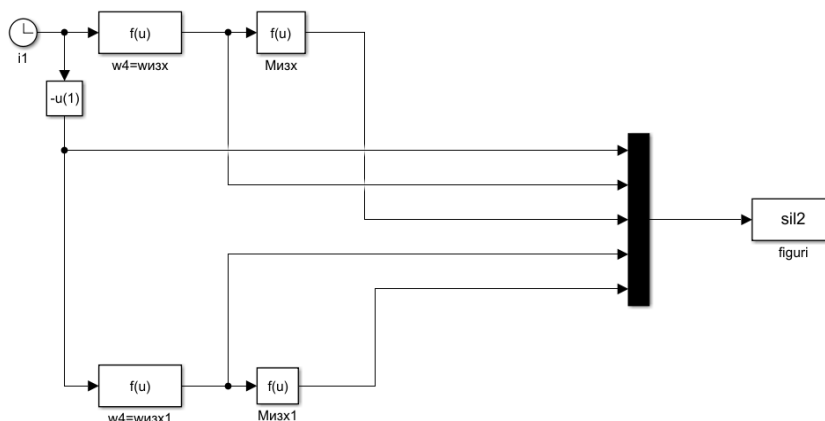 i1
f(u)
w4=wизх
f(u)
Mизх
-u(1)
sil2
figuri
f(u)
w4=wизх1
f(u)
Mизх1